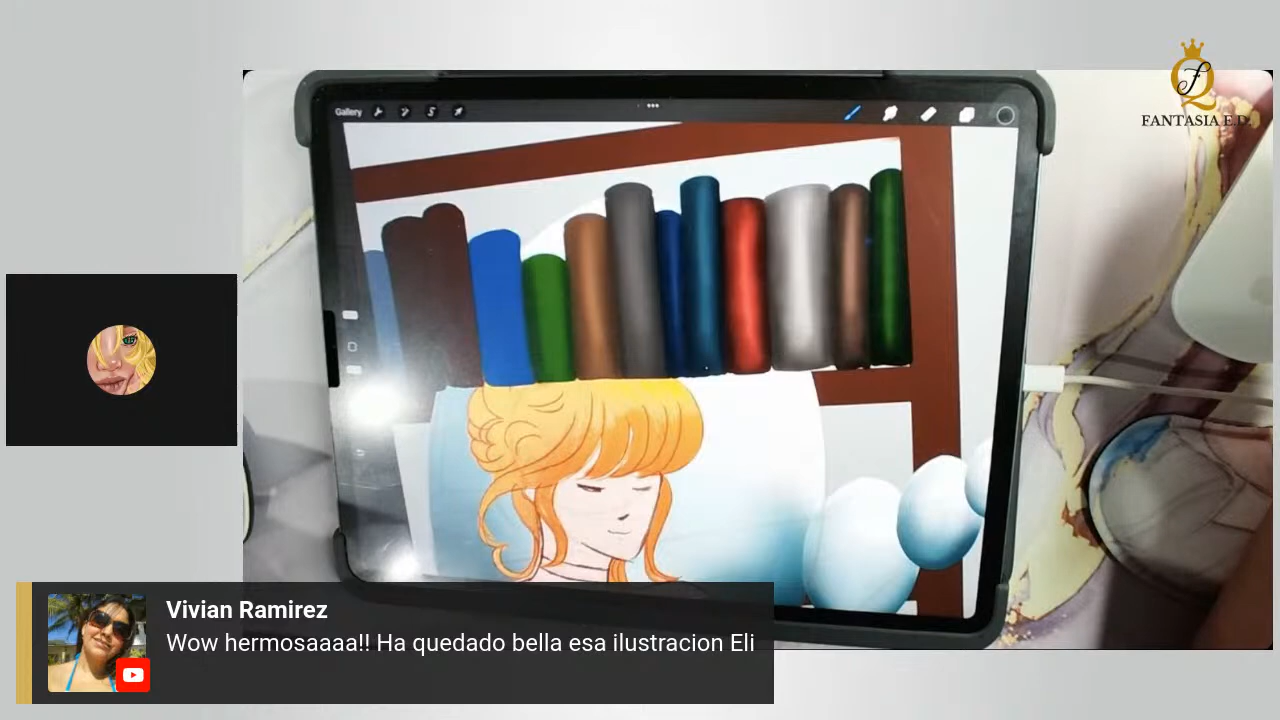 FANTASIA E.D.
Gallery
Vivian Ramirez
Wow hermosaaaa!! Ha quedado bella esa ilustracion Eli